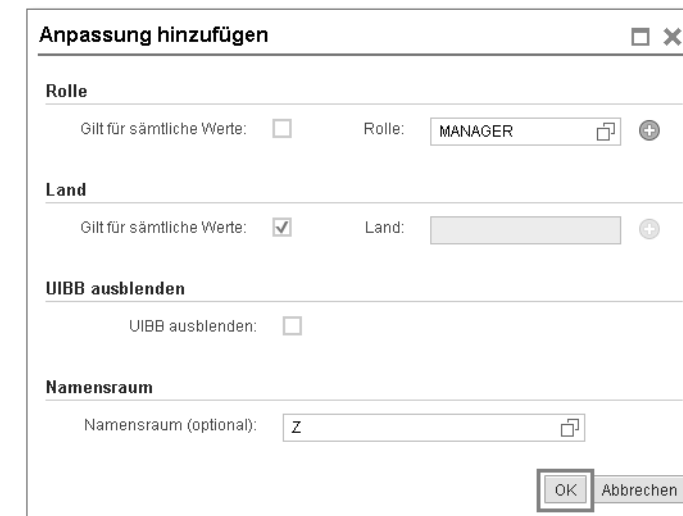 Anpassung hinzufügen
Rolle
Gilt für sämtliche Werte: Rolle: MANAGER
Land
Gilt für sämtliche Werte: Land:
UIBB ausblenden
UIBB ausblenden:
Namensraum
Namensraum (optional): Z
OK Abbrechen